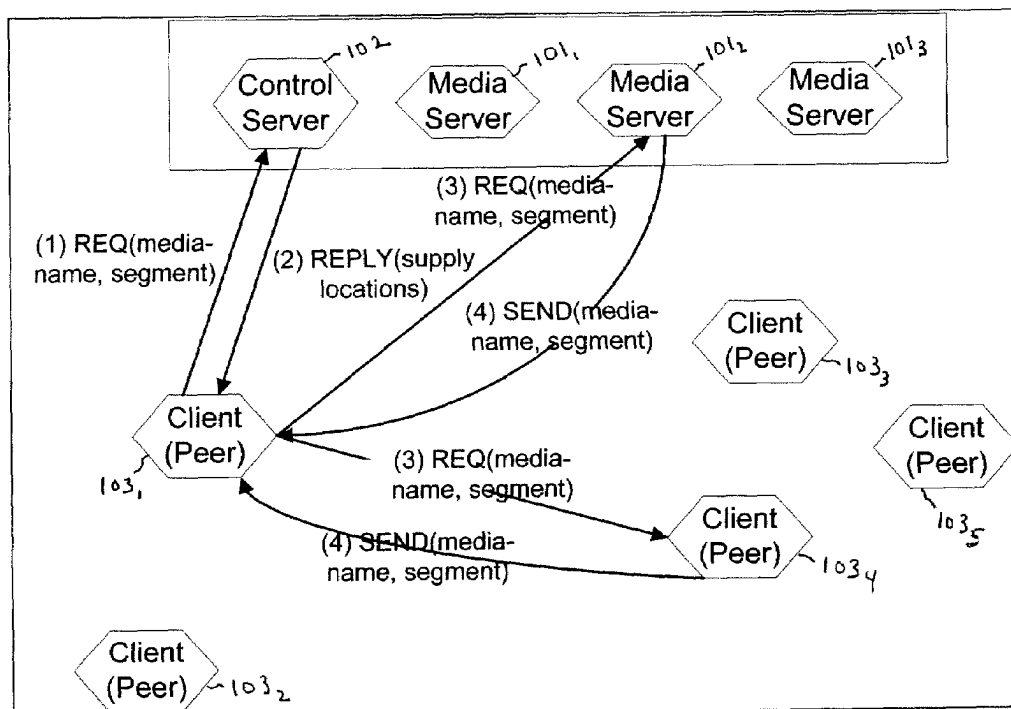 102
101₁
101₂
101₃
Control
Server
Media
Server
Media
Server
Media
Server
(3) REQ(media-
name, segment)
(1) REQ(media-
name, segment)
(2) REPLY(supply
locations)
(4) SEND(media-
name, segment)
Client
(Peer)
103₃
Client
(Peer)
103₁
Client
(Peer)
103₅
(3) REQ(media-
name, segment)
Client
(Peer)
103₄
(4) SEND(media-
name, segment)
Client
(Peer)
103₂